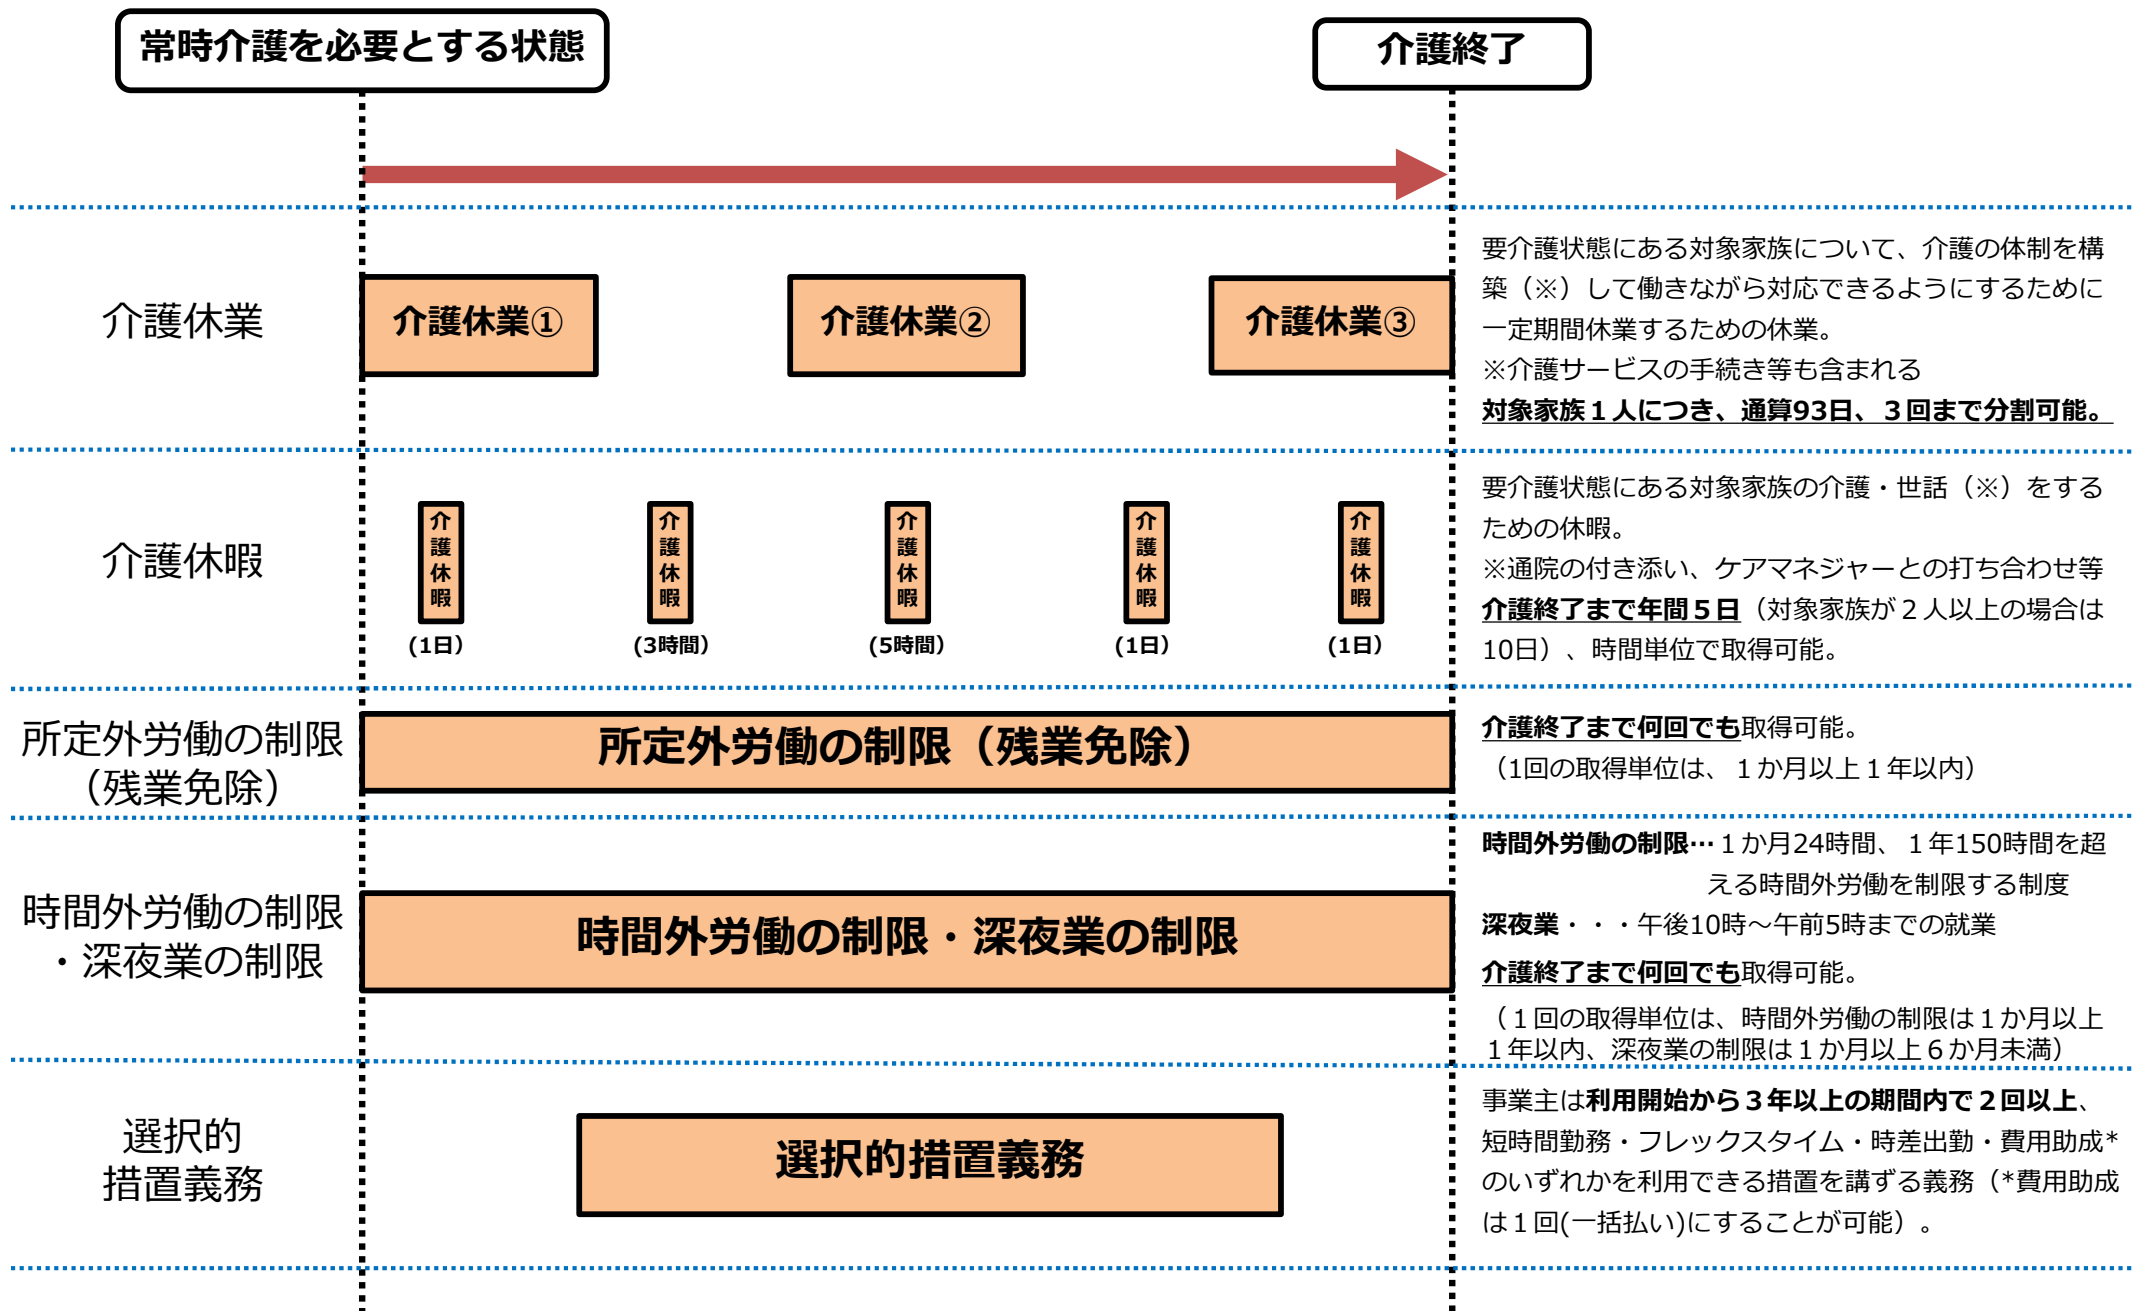 常時介護を必要とする状態
介護終了
介護休業
介護休業①
介護休業②
介護休業③
要介護状態にある対象家族について、介護の体制を構
築（※）して働きながら対応できるようにするために
一定期間休業するための休業。
※介護サービスの手続き等も含まれる
対象家族１人につき、通算93日、３回まで分割可能。
介護休暇
介護休暇
(1日）
介護休暇
(3時間）
介護休暇
(5時間）
介護休暇
(1日）
介護休暇
(1日）
要介護状態にある対象家族の介護・世話（※）をする
ための休暇。
※通院の付き添い、ケアマネジャーとの打ち合わせ等
介護終了まで年間５日（対象家族が２人以上の場合は
10日）、時間単位で取得可能。
所定外労働の制限
（残業免除）
所定外労働の制限（残業免除）
介護終了まで何回でも取得可能。
（1回の取得単位は、１か月以上１年以内）
時間外労働の制限
・深夜業の制限
時間外労働の制限・深夜業の制限
時間外労働の制限…１か月24時間、１年150時間を超
える時間外労働を制限する制度
深夜業・・・午後10時～午前5時までの就業
介護終了まで何回でも取得可能。
（１回の取得単位は、時間外労働の制限は１か月以上
１年以内、深夜業の制限は１か月以上６か月未満）
選択的
措置義務
選択的措置義務
事業主は利用開始から３年以上の期間内で２回以上、
短時間勤務・フレックスタイム・時差出勤・費用助成*
のいずれかを利用できる措置を講ずる義務（*費用助成
は１回(一括払い)にすることが可能）。